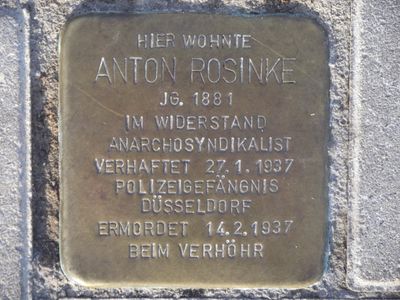 HIER WOHNTE
ANTON ROSINKE
JG. 1881
IM WIDERSTAND
ANARCHOSYNDIKALIST
VERHAFTET 27.1.1937
POLIZEIGEFÄNGNIS
DÜSSELDORF
ERMORDET 14.2.1937
BEIM VERHÖHR